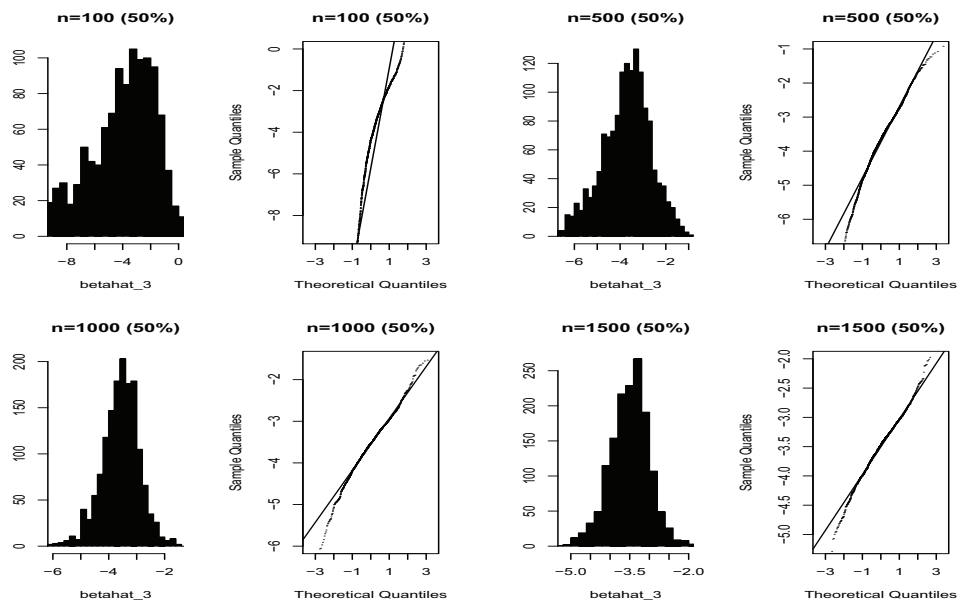 n=100 (50%)
0 20 40 60 80 100
−8 −4 0
betahat_3
n=100 (50%)
Sample Quantiles
−8 −6 −4 −2 0
−3 −1 1 3
Theoretical Quantiles
n=500 (50%)
0 20 40 60 80 120
−6 −4 −2
betahat_3
n=500 (50%)
Sample Quantiles
−6 −5 −4 −3 −2 −1
−3 −1 1 3
Theoretical Quantiles
n=1000 (50%)
0 50 100 150 200
−6 −4 −2
betahat_3
n=1000 (50%)
Sample Quantiles
−6 −5 −4 −3 −2
−3 −1 1 3
Theoretical Quantiles
n=1500 (50%)
0 50 100 150 200 250
−5.0 −3.5 −2.0
betahat_3
n=1500 (50%)
Sample Quantiles
−5.0 −4.5 −4.0 −3.5 −3.0 −2.5 −2.0
−3 −1 1 3
Theoretical Quantiles